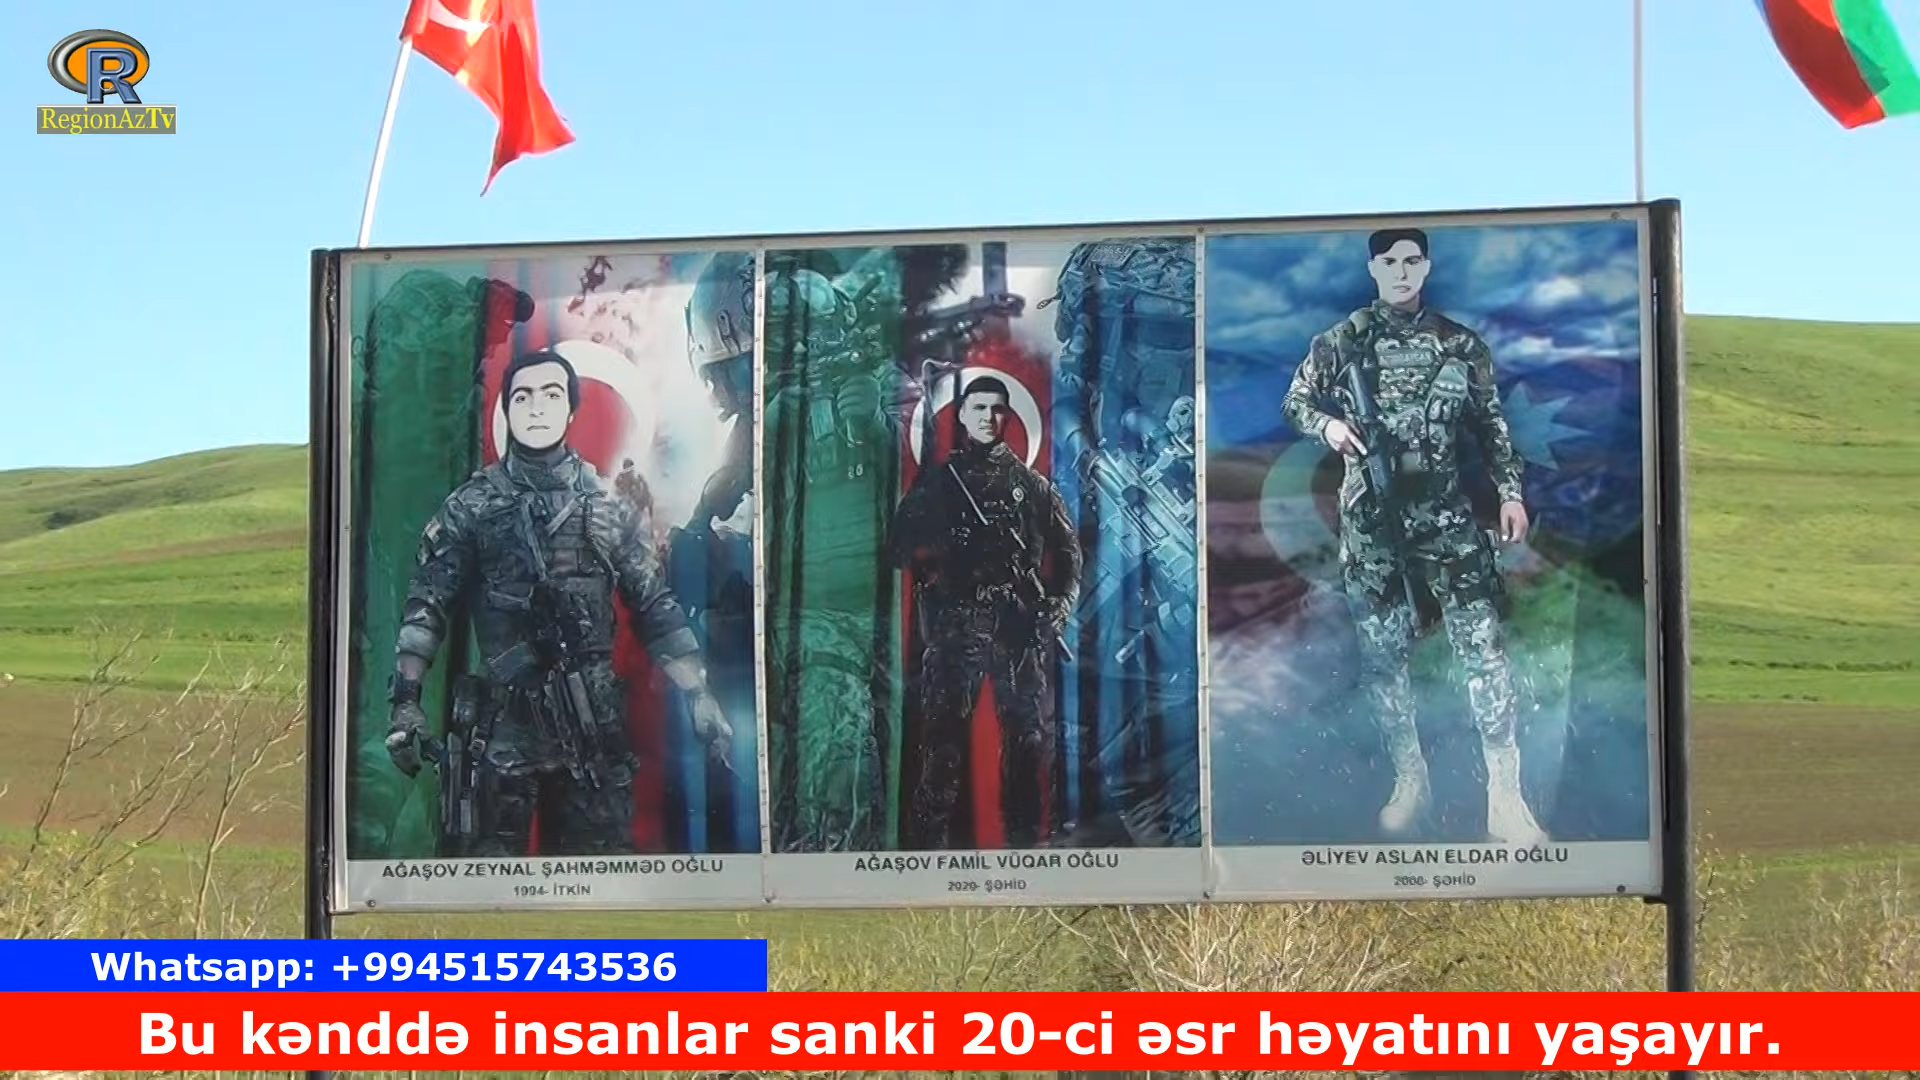 RegionAzTv
AĞAŞOV ZEYNAL ŞAHMƏMMƏD OĞLU
1994- İTKİN
AĞAŞOV FAMİL VÜQAR OĞLU
2020- ŞƏHİD
ƏLİYEV ASLAN ELDAR OĞLU
ŞƏHİD
Whatsapp: +994515743536
Bu kənddə insanlar sanki 20-ci əsr həyatını yaşayır.